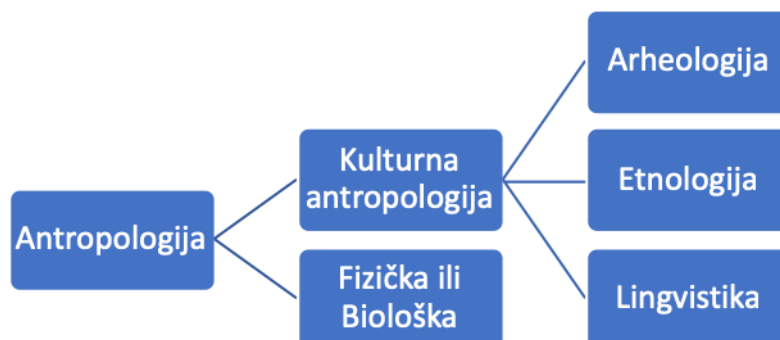 Antropologija
Kulturna
antropologija
Fizička ili
Biološka
Arheologija
Etnologija
Lingvistika